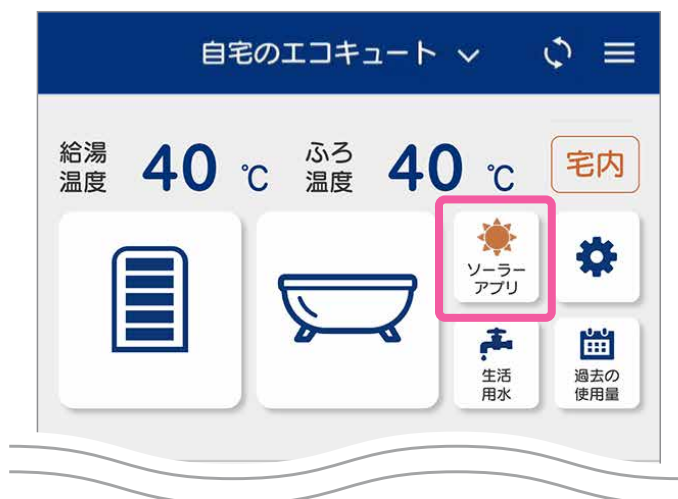 自宅のエコキュート
給湯
温度
40 ℃
ふろ
温度
40 ℃
宅内
ソーラー
アプリ
生活
用水
過去の
使用量